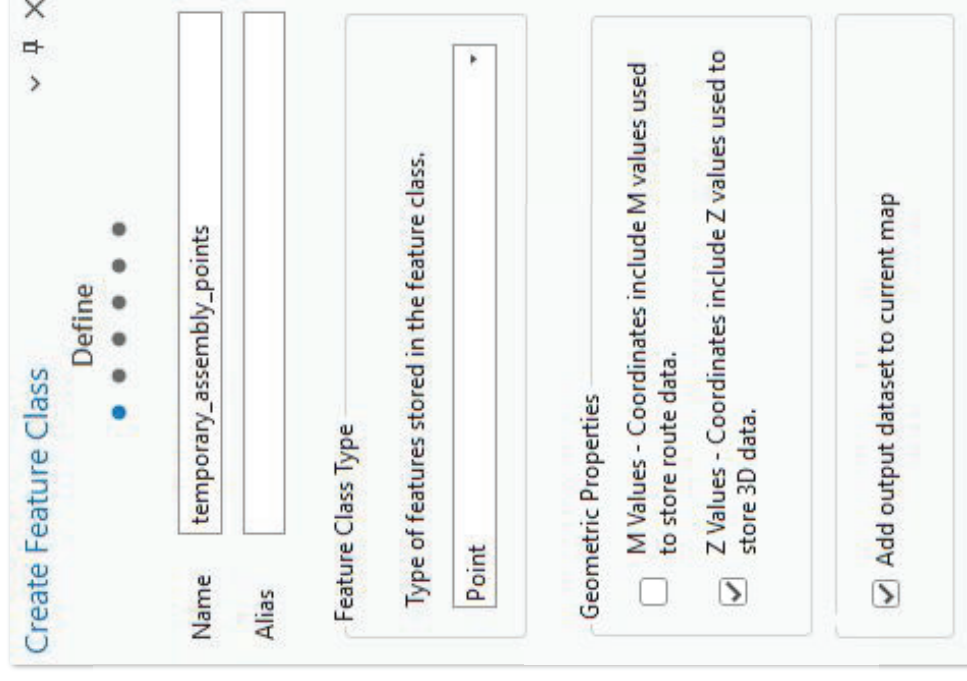 Create Feature Class
Define
Name
temporary_assembly_points
Alias
Feature Class Type
Type of features stored in the feature class.
Point
Geometric Properties
M Values - Coordinates include M values used
to store route data.
Z Values - Coordinates include Z values used to
store 3D data.
Add output dataset to current map